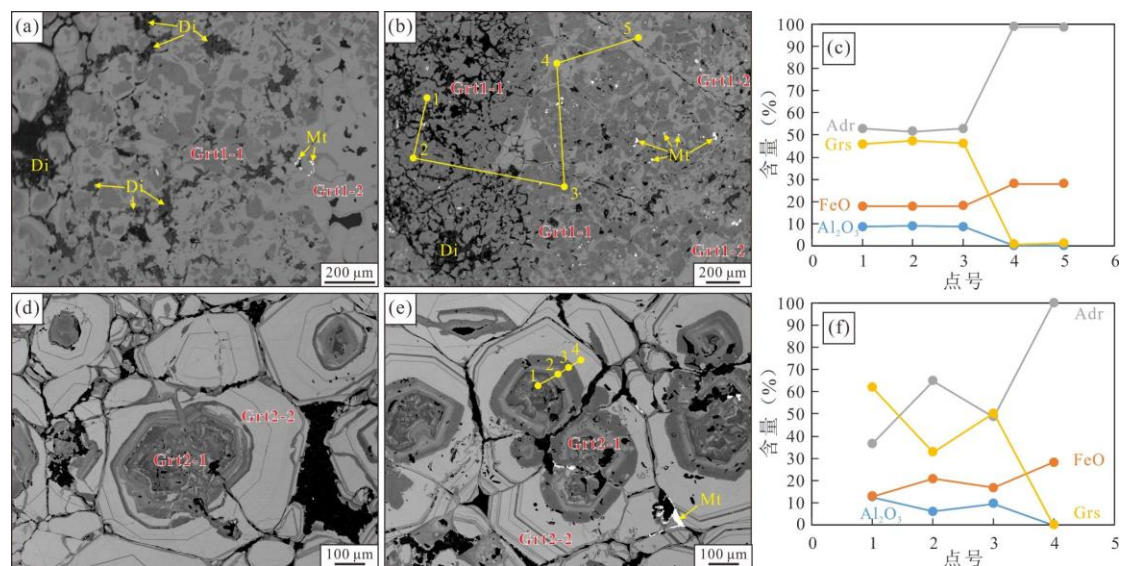 (a)
Di
Di
Grt1-1
Mt
Grt1-2
Di
200 μm
(b)
5
4
Grt1-2
Grt1-1
1
2
Mt
3
Grt1-1
Di
Grt1-2
200 μm
(c)
含量 (%)
100
90
80
70
60
50
40
30
20
10
0
Adr
Grs
FeO
Al₂O₃
0 1 2 3 4 5 6
点号
(d)
Grt2-2
Grt2-1
100 μm
(e)
1 2 3 4
Grt2-1
Mt
Grt2-2
100 μm
(f)
含量 (%)
100
90
80
70
60
50
40
30
20
10
0
Adr
FeO
Al₂O₃
Grs
0 1 2 3 4 5
点号